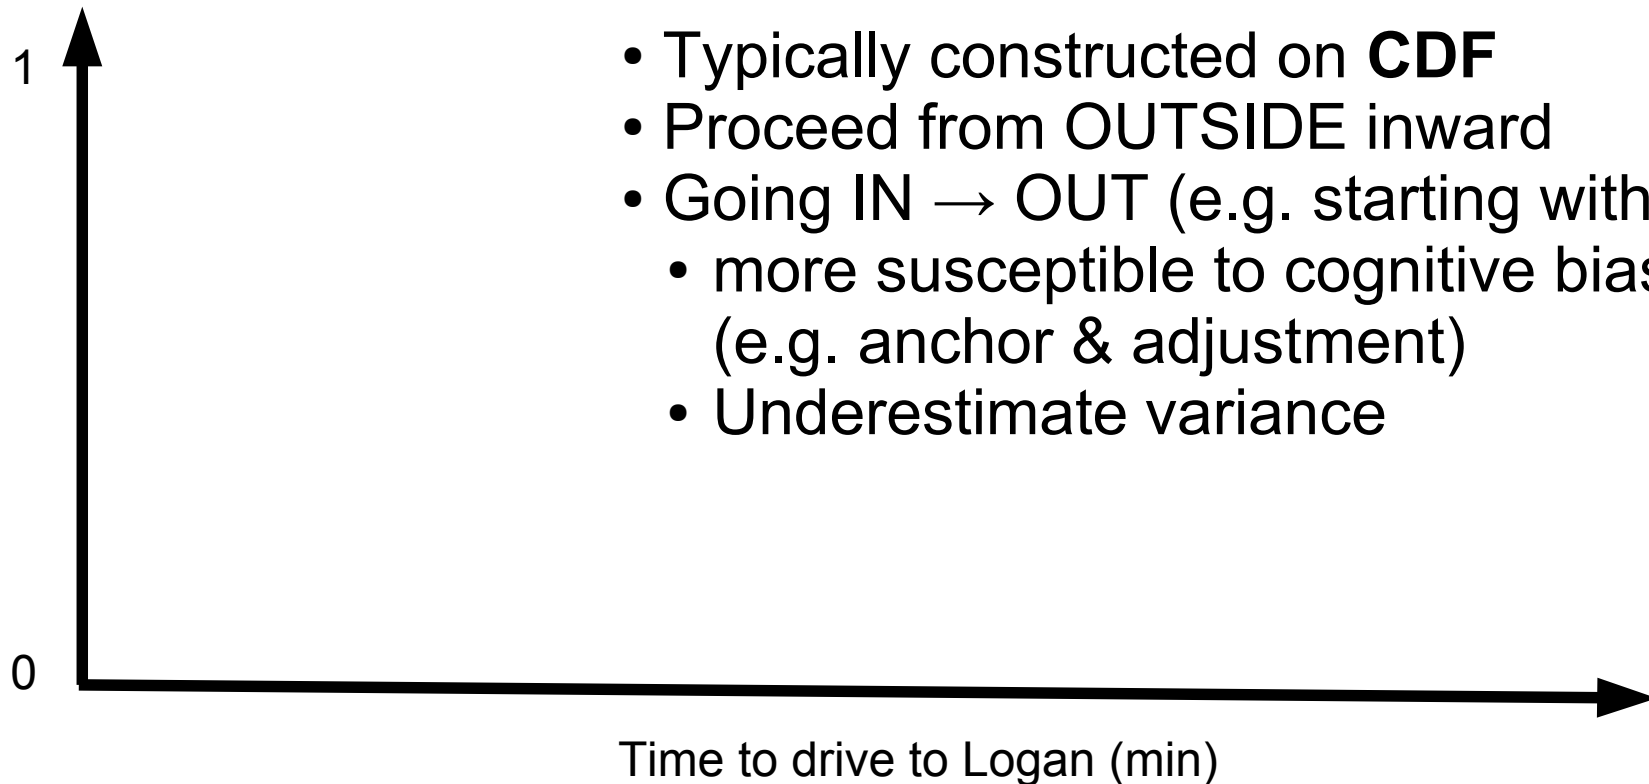 1
• Typically constructed on CDF
• Proceed from OUTSIDE inward
• Going IN → OUT (e.g. starting with
• more susceptible to cognitive
(e.g. anchor & adjustment)
• Underestimate variance
0
Time to drive to Logan (min)